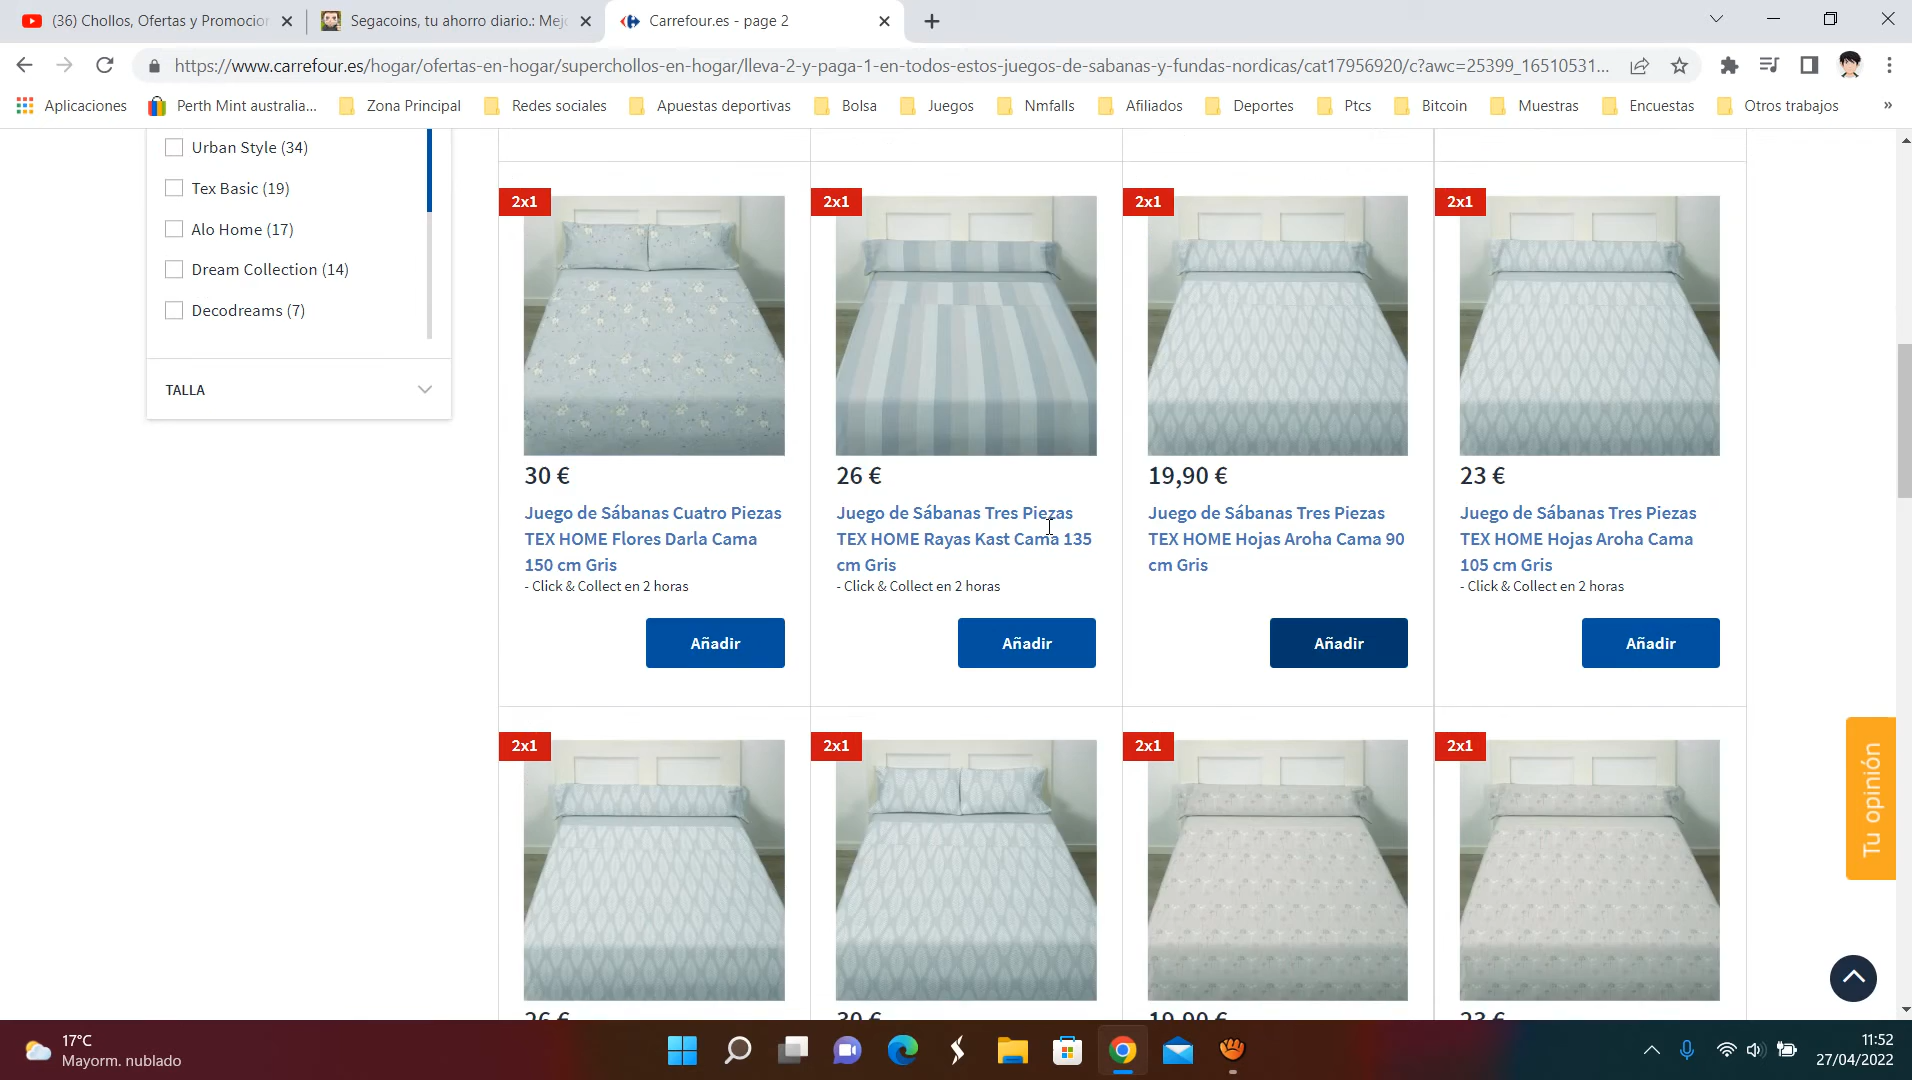 (36) Chollos, Ofertas y Promocion
Segacoins, tu ahorro diario.: Mejo
Carrefour.es - page 2
https://www.carrefour.es/hogar/ofertas-en-hogar/superchollos-en-hogar/lleva-2-y-paga-1-en-todos-estos-juegos-de-sabanas-y-fundas-nordicas/cat17956920/c?awc=25399_16510531...
Aplicaciones
Perth Mint australia...
Zona Principal
Redes sociales
Apuestas deportivas
Bolsa
Juegos
Nmfalls
Afiliados
Deportes
Ptcs
Bitcoin
Muestras
Encuestas
Otros trabajos
»
Urban Style (34)
Tex Basic (19)
Alo Home (17)
Dream Collection (14)
Decodreams (7)
TALLA
2x1
30 €
Juego de Sábanas Cuatro Piezas
TEX HOME Flores Darla Cama
150 cm Gris
- Click & Collect en 2 horas
Añadir
2x1
26 €
Juego de Sábanas Tres Piezas
TEX HOME Rayas Kast Cama 135
cm Gris
- Click & Collect en 2 horas
Añadir
2x1
19,90 €
Juego de Sábanas Tres Piezas
TEX HOME Hojas Aroha Cama 90
cm Gris
Añadir
2x1
23 €
Juego de Sábanas Tres Piezas
TEX HOME Hojas Aroha Cama
105 cm Gris
- Click & Collect en 2 horas
Añadir
2x1
26 €
2x1
30 €
2x1
19,90 €
2x1
23 €
Tu opinión
17°C
Mayorm. nublado
11:52
27/04/2022